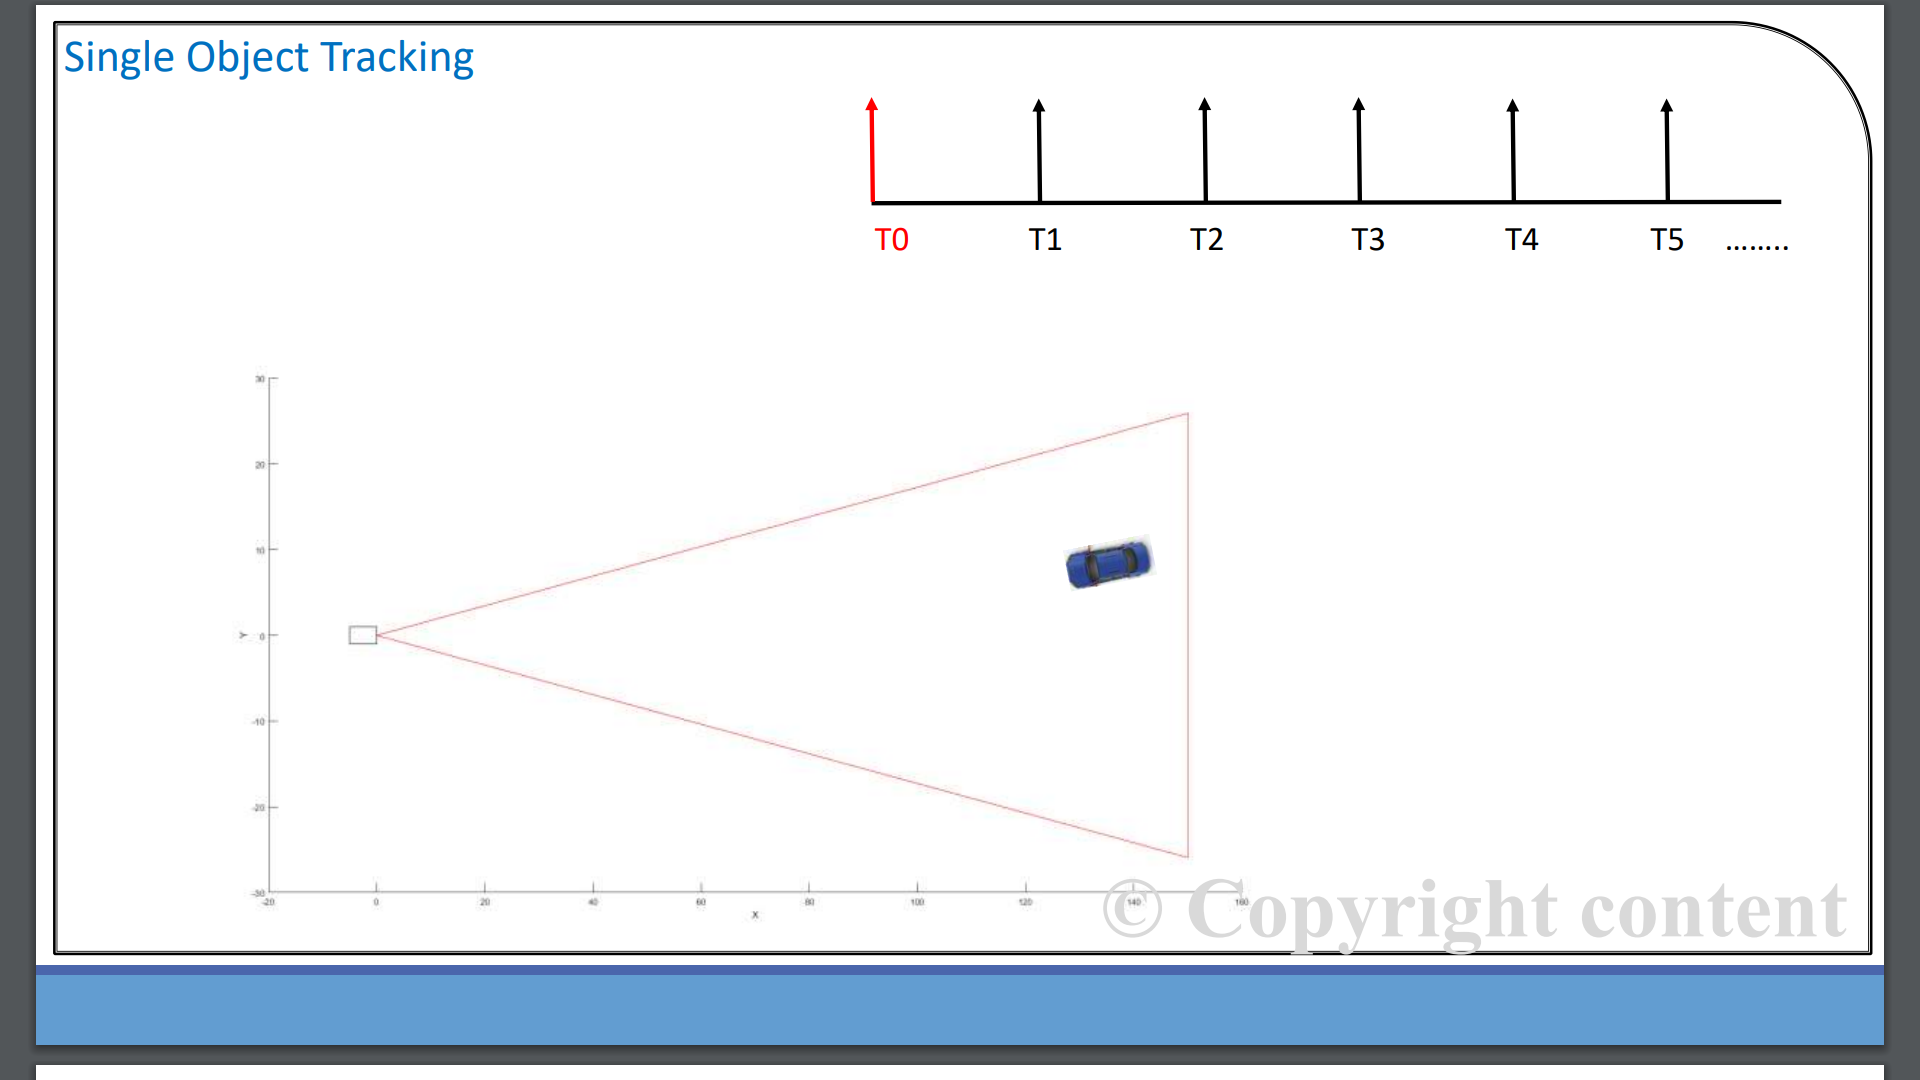 Single Object Tracking
T0 T1 T2 T3 T4 T5 ........
30
20
10
Y 0
-10
-20
-30
-20 0 20 40 60 80 100 120 140 160
X
© Copyright content